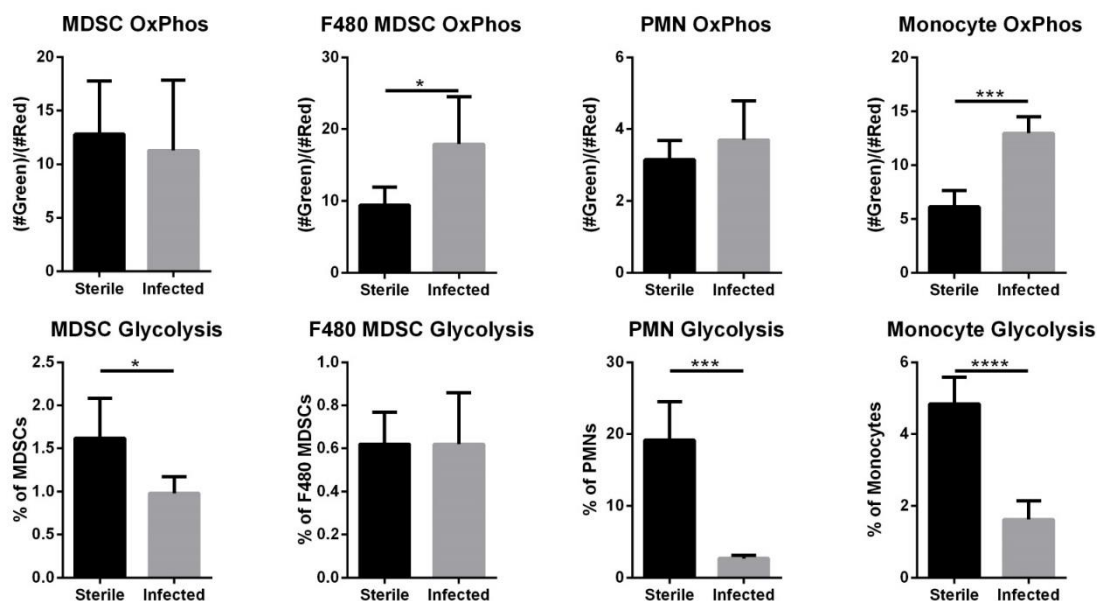 MDSC OxPhos
(#Green)/(#Red)
20
15
10
5
0
Sterile Infected
F480 MDSC OxPhos
(#Green)/(#Red)
30
20
10
0
*
Sterile Infected
PMN OxPhos
(#Green)/(#Red)
6
4
2
0
Sterile Infected
Monocyte OxPhos
(#Green)/(#Red)
20
15
10
5
0
***
Sterile Infected
MDSC Glycolysis
% of MDSCs
2.5
2.0
1.5
1.0
0.5
0.0
*
Sterile Infected
F480 MDSC Glycolysis
% of F480 MDSCs
1.0
0.8
0.6
0.4
0.2
0.0
Sterile Infected
PMN Glycolysis
% of PMNs
30
20
10
0
***
Sterile Infected
Monocyte Glycolysis
% of Monocytes
6
4
2
0
****
Sterile Infected